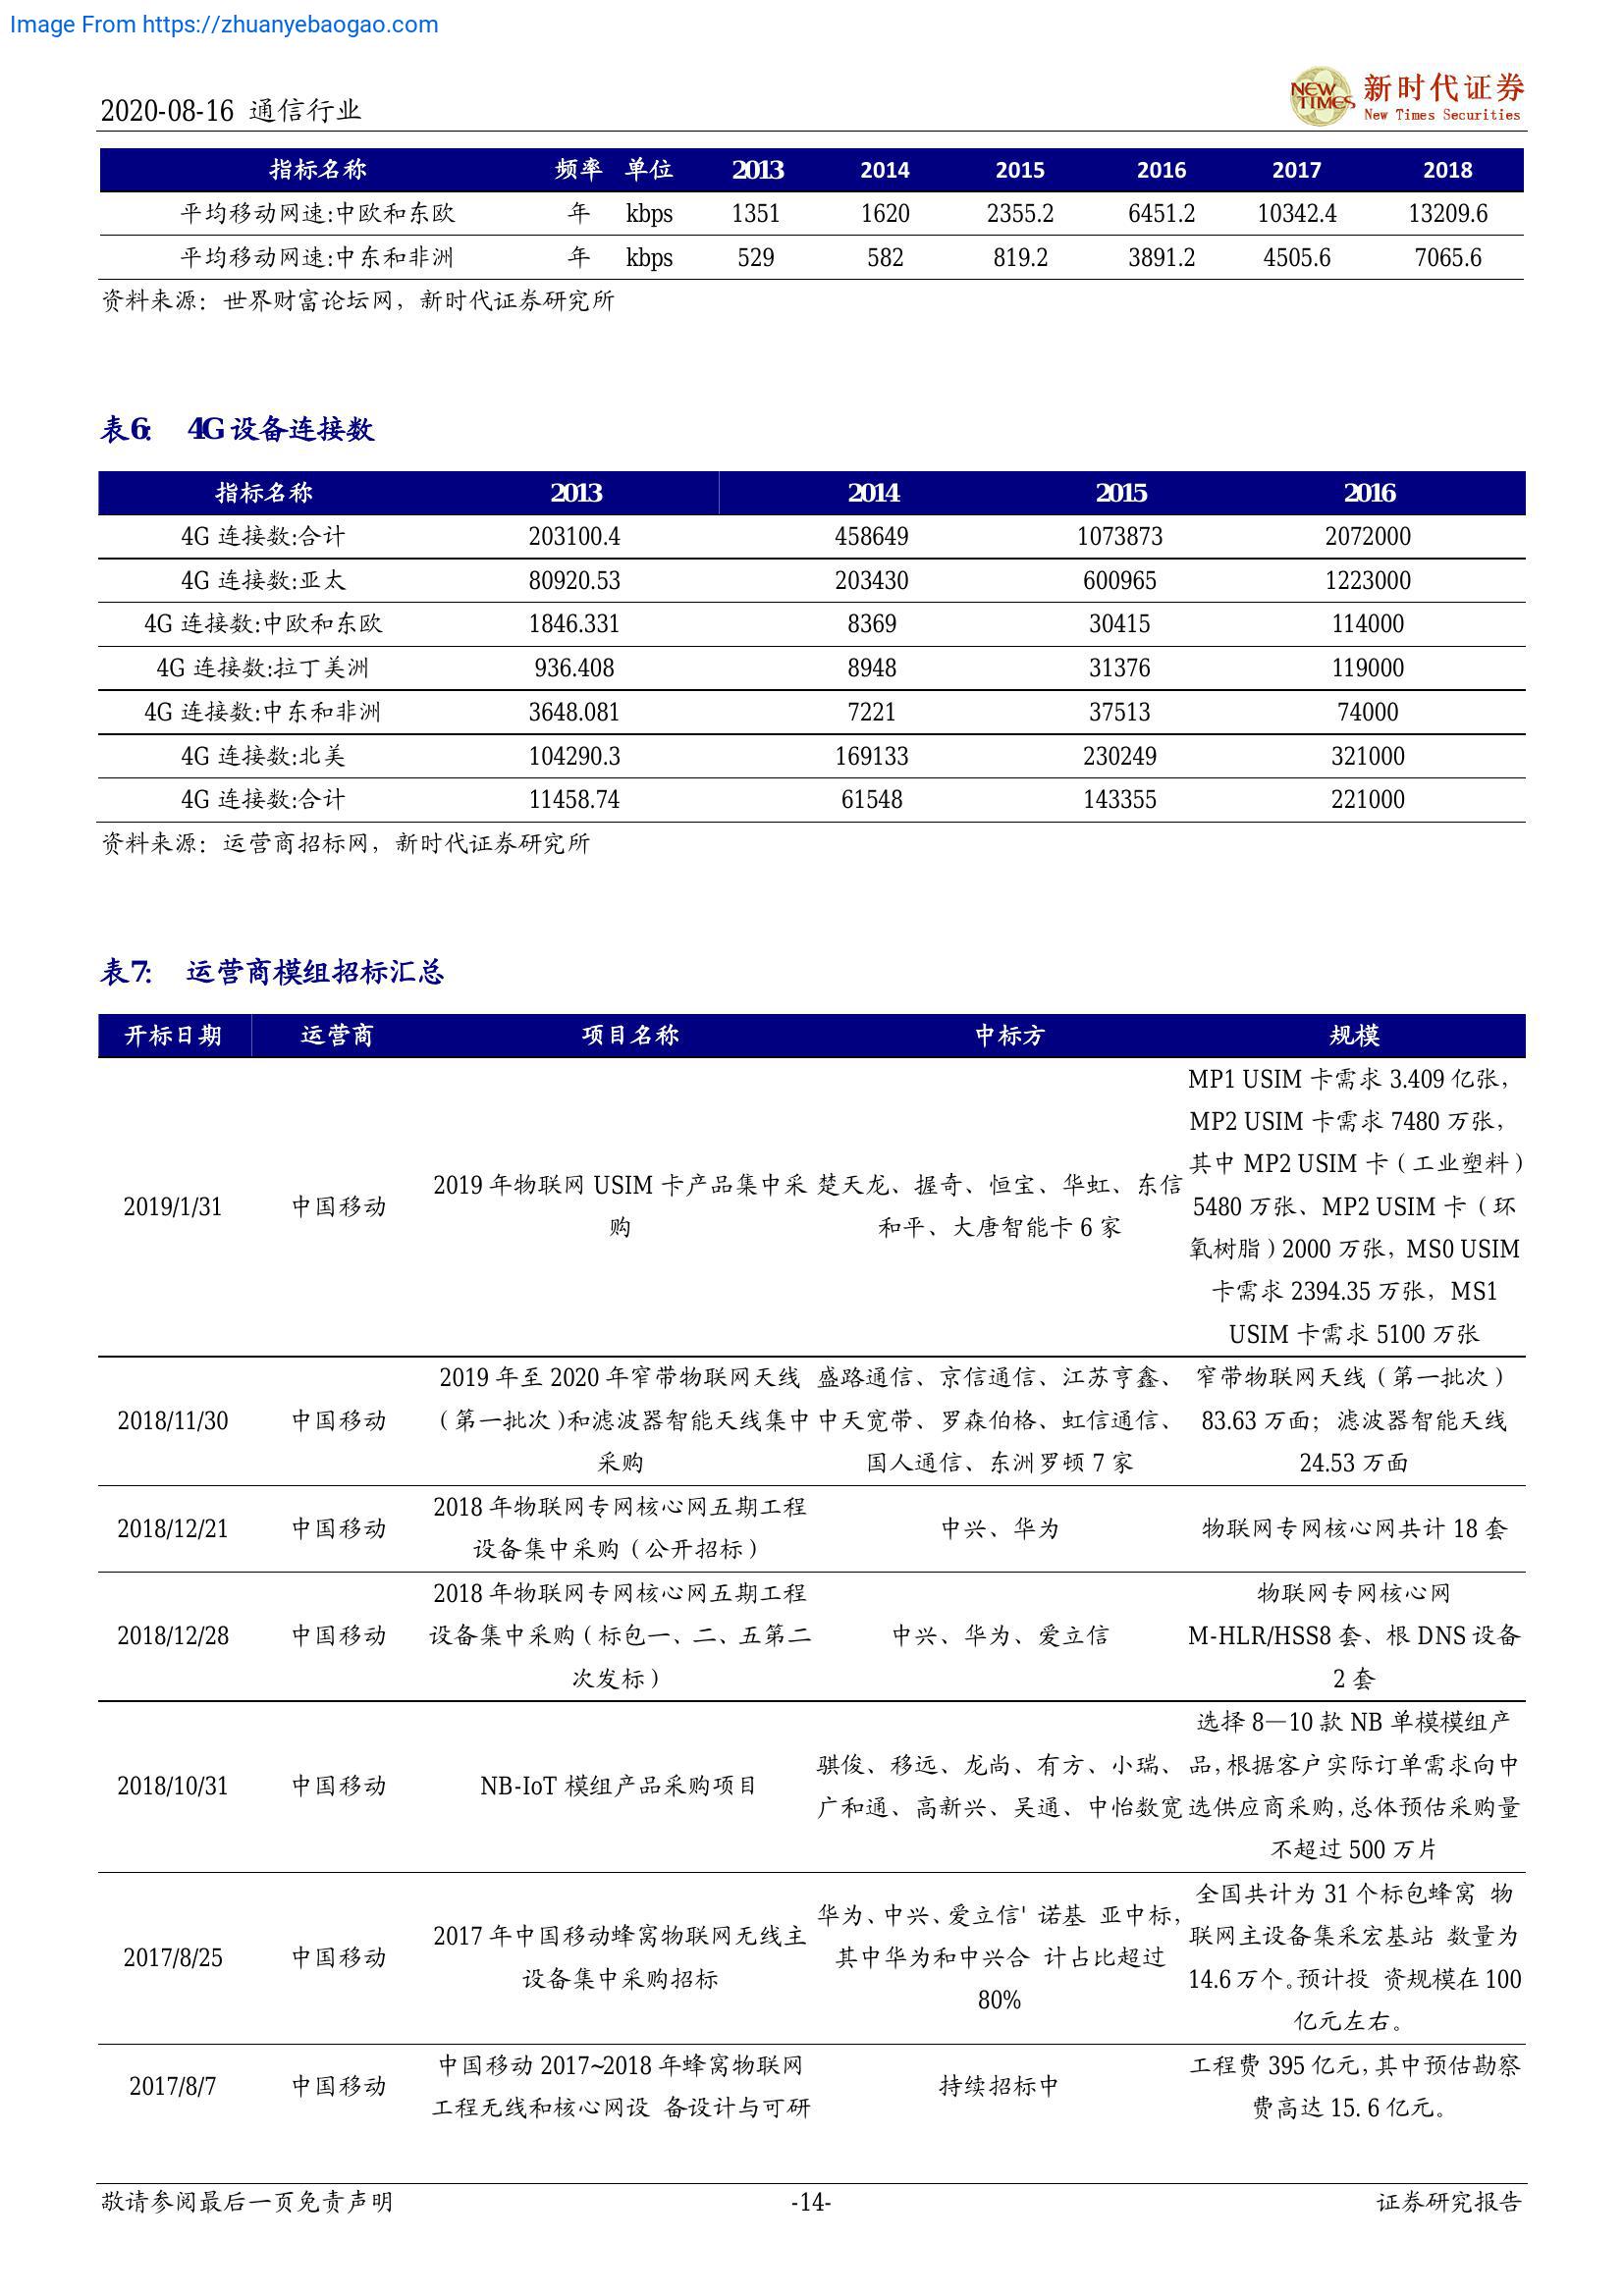 Image From https://zhuanyebaogao.com
2020-08-16 通信行业
NEW TIMES 新时代证券
New Times Securities
指标名称 频率 单位 2013 2014 2015 2016 2017 2018
平均移动网速:中欧和东欧 年 kbps 1351 1620 2355.2 6451.2 10342.4 13209.6
平均移动网速:中东和非洲 年 kbps 529 582 819.2 3891.2 4505.6 7065.6
资料来源：世界财富论坛网，新时代证券研究所
表6： 4G设备连接数
指标名称 2013 2014 2015 2016
4G 连接数:合计 203100.4 458649 1073873 2072000
4G 连接数:亚太 80920.53 203430 600965 1223000
4G 连接数:中欧和东欧 1846.331 8369 30415 114000
4G 连接数:拉丁美洲 936.408 8948 31376 119000
4G 连接数:中东和非洲 3648.081 7221 37513 74000
4G 连接数:北美 104290.3 169133 230249 321000
4G 连接数:合计 11458.74 61548 143355 221000
资料来源：运营商招标网，新时代证券研究所
表7： 运营商模组招标汇总
开标日期 运营商 项目名称 中标方 规模
2019/1/31 中国移动
2019 年物联网 USIM 卡产品集中采
购
楚天龙、握奇、恒宝、华虹、东信
和平、大唐智能卡 6 家
MP1 USIM 卡需求 3.409 亿张，
MP2 USIM 卡需求 7480 万张，
其中 MP2 USIM 卡（工业塑料）
5480 万张、MP2 USIM 卡（环
氧树脂）2000 万张，MS0 USIM
卡需求 2394.35 万张，MS1
USIM 卡需求 5100 万张
2018/11/30 中国移动
2019 年至 2020 年窄带物联网天线
（第一批次）和滤波器智能天线集中
采购
盛路通信、京信通信、江苏亨鑫、
中天宽带、罗森伯格、虹信通信、
国人通信、东洲罗顿 7 家
窄带物联网天线（第一批次）
83.63 万面；滤波器智能天线
24.53 万面
2018/12/21 中国移动
2018 年物联网专网核心网五期工程
设备集中采购（公开招标）
中兴、华为
物联网专网核心网共计 18 套
2018/12/28 中国移动
2018 年物联网专网核心网五期工程
设备集中采购（标包一、二、五第二
次发标）
中兴、华为、爱立信
物联网专网核心网
M-HLR/HSS8 套、根 DNS 设备
2 套
2018/10/31 中国移动
NB-IoT 模组产品采购项目
骐俊、移远、龙尚、有方、小瑞、
广和通、高新兴、吴通、中怡数宽
选择 8—10 款 NB 单模模组产
品，根据客户实际订单需求向中
选供应商采购，总体预估采购量
不超过 500 万片
2017/8/25 中国移动
2017 年中国移动蜂窝物联网无线主
设备集中采购招标
华为、中兴、爱立信' 诺基 亚中标，
其中华为和中兴合 计占比超过
80%
全国共计为 31 个标包蜂窝 物
联网主设备集采宏基站 数量为
14.6 万个。预计投 资规模在 100
亿元左右。
2017/8/7 中国移动
中国移动 2017~2018 年蜂窝物联网
工程无线和核心网设 备设计与可研
持续招标中
工程费 395 亿元，其中预估勘察
费高达 15. 6 亿元。
敬请参阅最后一页免责声明 -14- 证券研究报告